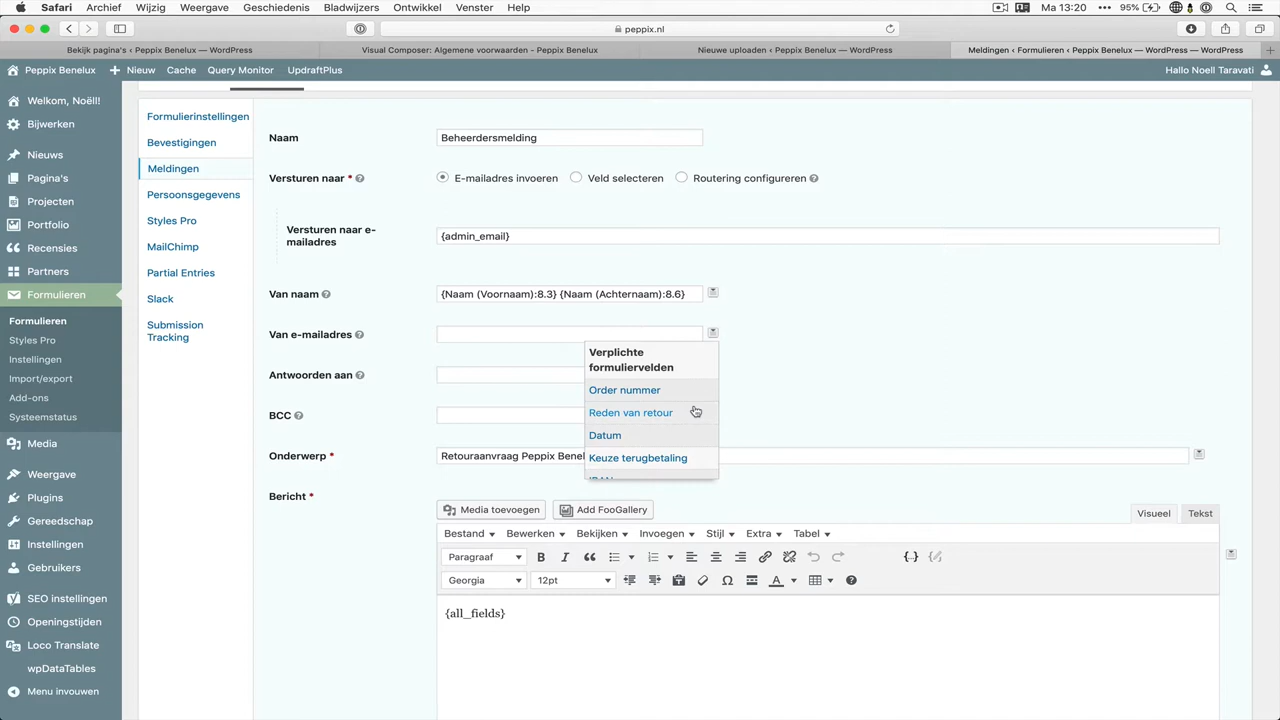 Safari Archief Wijzig Weergave Geschiedenis Bladwijzers Ontwikkel Venster Help Ma 13:20 95%
peppix.nl
Bekijk pagina's ‹ Peppix Benelux — WordPress
Visual Composer: Algemene voorwaarden - Peppix Benelux
Nieuwe uploaden ‹ Peppix Benelux — WordPress
Meldingen ‹ Formulieren ‹ Peppix Benelux — WordPress — WordPress
Peppix Benelux + Nieuw Cache Query Monitor UpdraftPlus Hallo Noell Taravati
Welkom, Noëll!
Bijwerken
Nieuws
Pagina's
Projecten
Portfolio
Recensies
Partners
Formulieren
Formulieren
Styles Pro
Instellingen
Import/export
Add-ons
Systeemstatus
Media
Weergave
Plugins
Gereedschap
Instellingen
Gebruikers
SEO instellingen
Openingstijden
Loco Translate
wpDataTables
Menu invouwen
Formulierinstellingen
Bevestigingen
Meldingen
Persoonsgegevens
Styles Pro
MailChimp
Partial Entries
Slack
Submission
Tracking
Naam
Beheerdersmelding
Versturen naar *
E-mailadres invoeren Veld selecteren Routering configureren
Versturen naar e-
mailadres
{admin_email}
Van naam
{Naam (Voornaam):8.3} {Naam (Achternaam):8.6}
Van e-mailadres
Verplichte
formuliervelden
Order nummer
Reden van retour
Datum
Keuze terugbetaling
Antwoorden aan
BCC
Onderwerp *
Retouraanvraag Peppix Benel
Bericht *
Media toevoegen Add FooGallery
Visueel Tekst
Bestand Bewerken Bekijken Invoegen Stijl Extra Tabel
Paragraaf
Georgia 12pt
{all_fields}